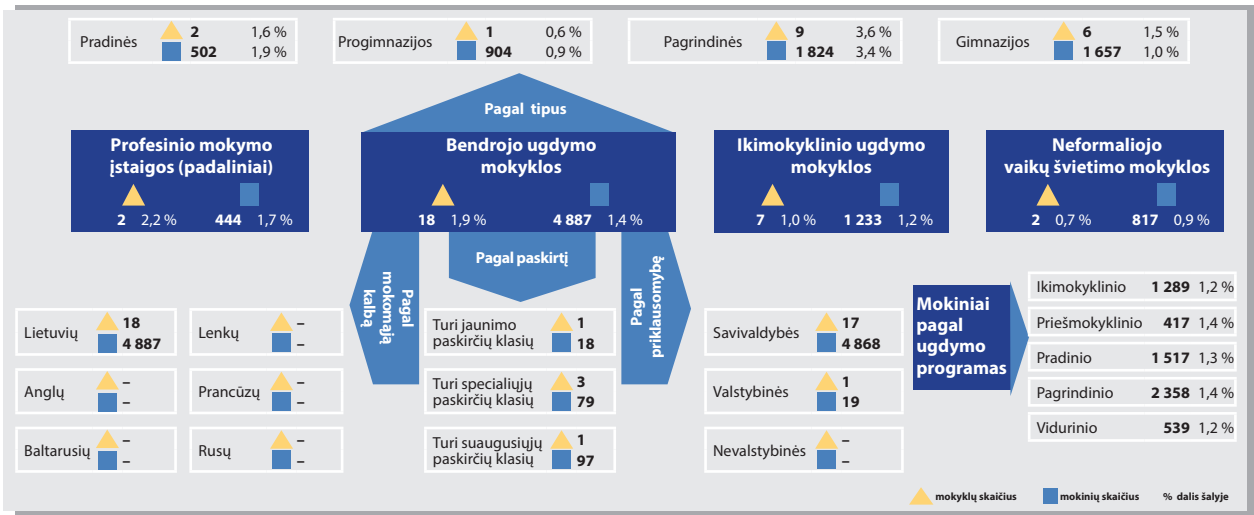 Pradinės
2 1,6 %
502 1,9 %
Progimnazijos
1 0,6 %
904 0,9 %
Pagrindinės
9 3,6 %
1 824 3,4 %
Gimnazijos
6 1,5 %
1 657 1,0 %
Pagal tipus
Profesinio mokymo
įstaigos (padaliniai)
2 2,2 % 444 1,7 %
Bendrojo ugdymo
mokyklos
18 1,9 % 4 887 1,4 %
Ikimokyklinio ugdymo
mokyklos
7 1,0 % 1 233 1,2 %
Neformaliojo
vaikų švietimo mokyklos
2 0,7 % 817 0,9 %
Pagal
mokomąją
kalbą
Pagal paskirtį
Pagal
priklausomybę
Lietuvių
18
4 887
Lenkų
–
–
Anglų
–
–
Prancūzų
–
–
Baltarusių
–
–
Rusų
–
–
Turi jaunimo
paskirčių klasių
1
18
Turi specialiųjų
paskirčių klasių
3
79
Turi suaugusiųjų
paskirčių klasių
1
97
Savivaldybės
17
4 868
Valstybinės
1
19
Nevalstybinės
–
–
Mokiniai
pagal
ugdymo
programas
Ikimokyklinio 1 289 1,2 %
Priešmokyklinio 417 1,4 %
Pradinio 1 517 1,3 %
Pagrindinio 2 358 1,4 %
Vidurinio 539 1,2 %
mokyklų skaičius mokinių skaičius % dalis šalyje